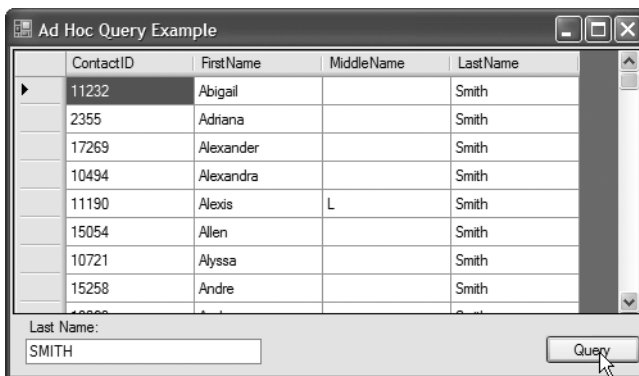 Ad Hoc Query Example
ContactID FirstName MiddleName LastName
11232 Abigail Smith
2355 Adriana Smith
17269 Alexander Smith
10494 Alexandra Smith
11190 Alexis L Smith
15054 Allen Smith
10721 Alyssa Smith
15258 Andre Smith
Last Name:
SMITH
Query